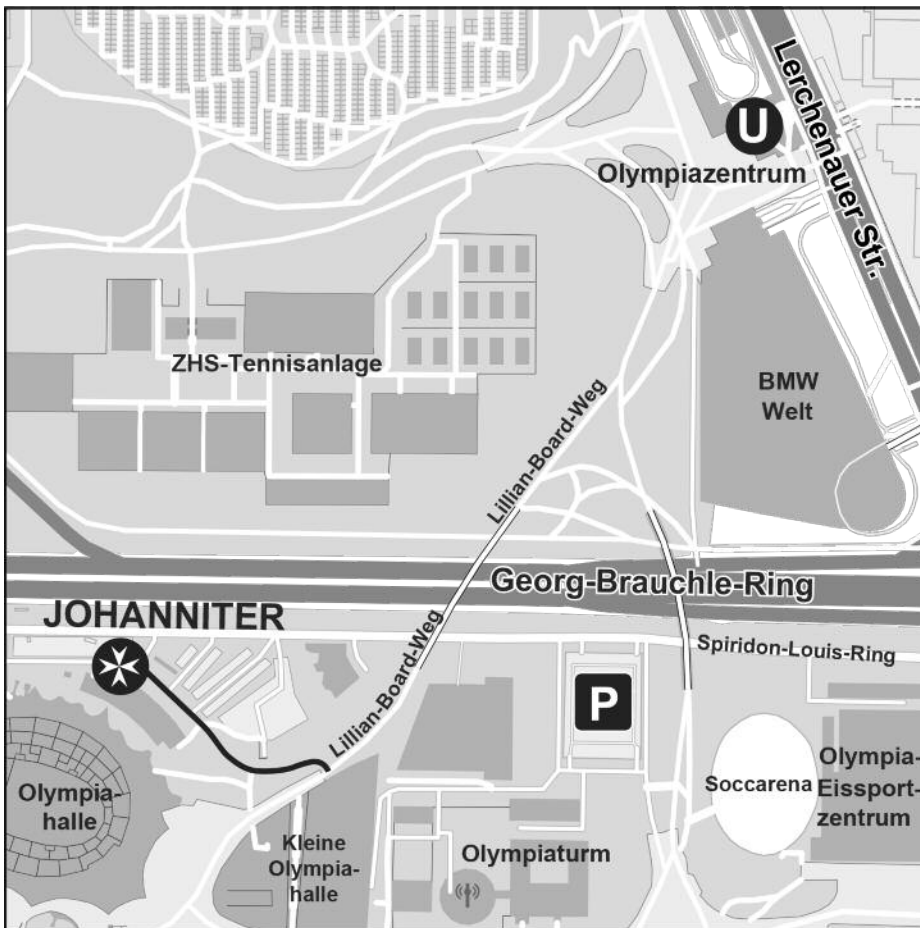 Lerchenauer Str.
U
Olympiazentrum
ZHS-Tennisanlage
BMW
Welt
Lillian-Board-Weg
Georg-Brauchle-Ring
JOHANNITER
Lillian-Board-Weg
Spiridon-Louis-Ring
P
Olympia-
halle
Soccarena
Olympia-
Eissport-
zentrum
Kleine
Olympia-
halle
Olympiaturm